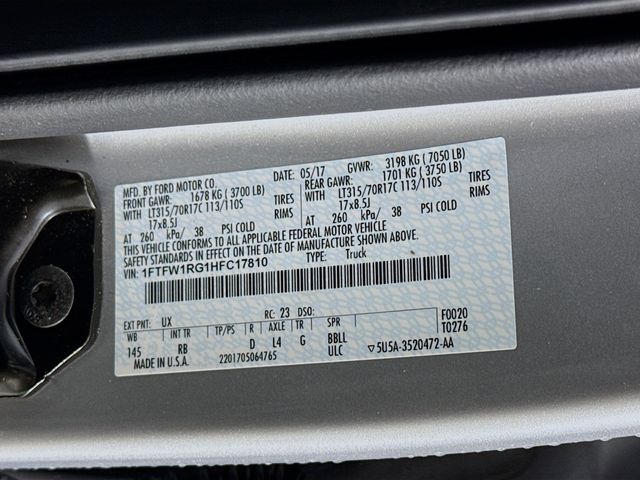 MFD. BY FORD MOTOR CO. DATE: 05/17 GVWR: 3198 KG ( 7050 LB)
FRONT GAWR: 1678 KG ( 3700 LB) REAR GAWR: 1701 KG ( 3750 LB)
WITH LT315/70R17C 113/110S TIRES WITH LT315/70R17C 113/110S TIRES
17x8.5J RIMS 17x8.5J RIMS
AT 260 kPa/ 38 PSI COLD AT 260 kPa/ 38 PSI COLD
THIS VEHICLE CONFORMS TO ALL APPLICABLE FEDERAL MOTOR VEHICLE
SAFETY STANDARDS IN EFFECT ON THE DATE OF MANUFACTURE SHOWN ABOVE.
VIN: 1FTFW1RG1HFC17810 TYPE: Truck
EXT PNT: UX RC: 23 DSO: F0020
WB INT TR TP/PS R AXLE TR SPR T0276
145 RB D L4 G BBLL
ULC
MADE IN U.S.A. 2201705064765 ▽5U5A-3520472-AA